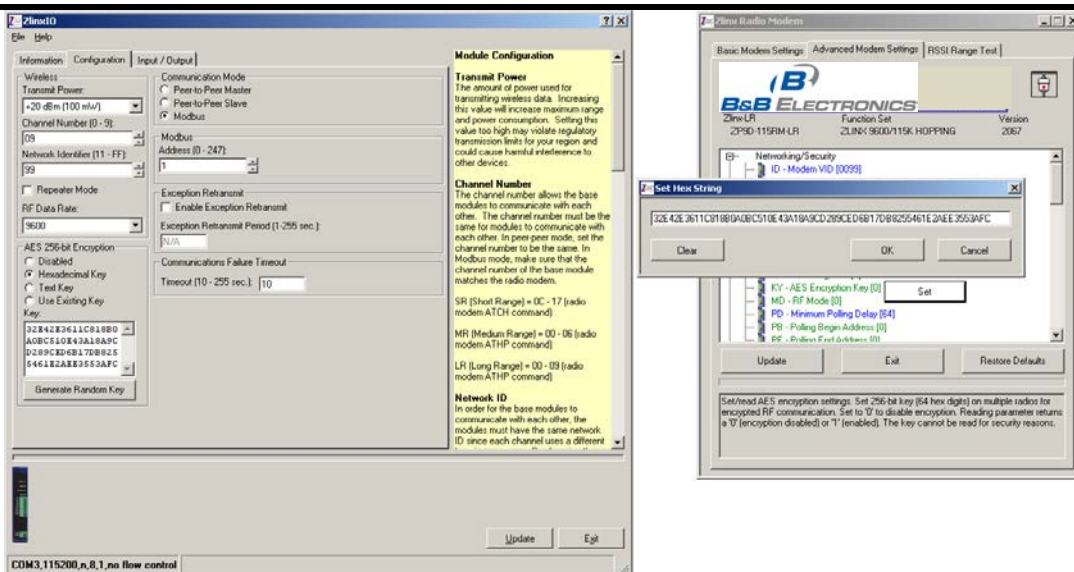 ZlinxIO
File Help
Information Configuration Input / Output
Wireless
Transmit Power:
+20 dBm (100 mW)
Channel Number (0 - 9):
09
Network Identifier (11 - FF):
99
Repeater Mode
RF Data Rate:
9600
AES 256-bit Encryption
Disabled
Hexadecimal Key
Text Key
Use Existing Key
Key:
32E42E3611C818B0
A0BC510E43A18A9C
D289CED6B17DB825
5461E2AEE3553AFC
Generate Random Key
Communication Mode
Peer-to-Peer Master
Peer-to-Peer Slave
Modbus
Modbus
Address (0 - 247):
1
Exception Retransmit
Enable Exception Retransmit
Exception Retransmit Period (1-255 sec.):
N/A
Communications Failure Timeout
Timeout (10 - 255 sec.): 10
Module Configuration
Transmit Power
The amount of power used for
transmitting wireless data. Increasing
this value will increase maximum range
and power consumption. Setting this
value too high may violate regulatory
transmission limits for your region and
could cause harmful interference to
other devices.
Channel Number
The channel number allows the base
modules to communicate with each
other. The channel number must be the
same for modules to communicate with
each other. In peer-peer mode, set the
channel number to be the same. In
Modbus mode, make sure that the
channel number of the base module
matches the radio modem.
SR (Short Range) = 0C - 17 (radio
modem ATCH command)
MR (Medium Range) = 00 - 06 (radio
modem ATHP command)
LR (Long Range) = 00 - 09 (radio
modem ATHP command)
Network ID
In order for the base modules to
communicate with each other, the
modules must have the same network
ID since each channel uses a different
Update Exit
COM3,115200,n,8,1,no flow control
Zlinx Radio Modem
Basic Modem Settings Advanced Modem Settings RSSI Range Test
B
B&B ELECTRONICS
Zlinx-LR Function Set Version
ZP9D-115RM-LR ZLINX 9600/115K HOPPING 2067
Networking/Security
ID - Modem VID [0099]
Set Hex String
32E42E3611C818B0A0BC510E43A18A9CD289CED6B17DB8255461E2AEE3553AFC
Clear OK Cancel
KY - AES Encryption Key [0]
Set
MD - RF Mode [0]
PD - Minimum Polling Delay [64]
PB - Polling Begin Address [0]
PE - Polling End Address [0]
Update Exit Restore Defaults
Set/read AES encryption settings. Set 256-bit key (64 hex digits) on multiple radios for
encrypted RF communication. Set to '0' to disable encryption. Reading parameter returns
a '0' (encryption disabled) or '1' (enabled). The key cannot be read for security reasons.